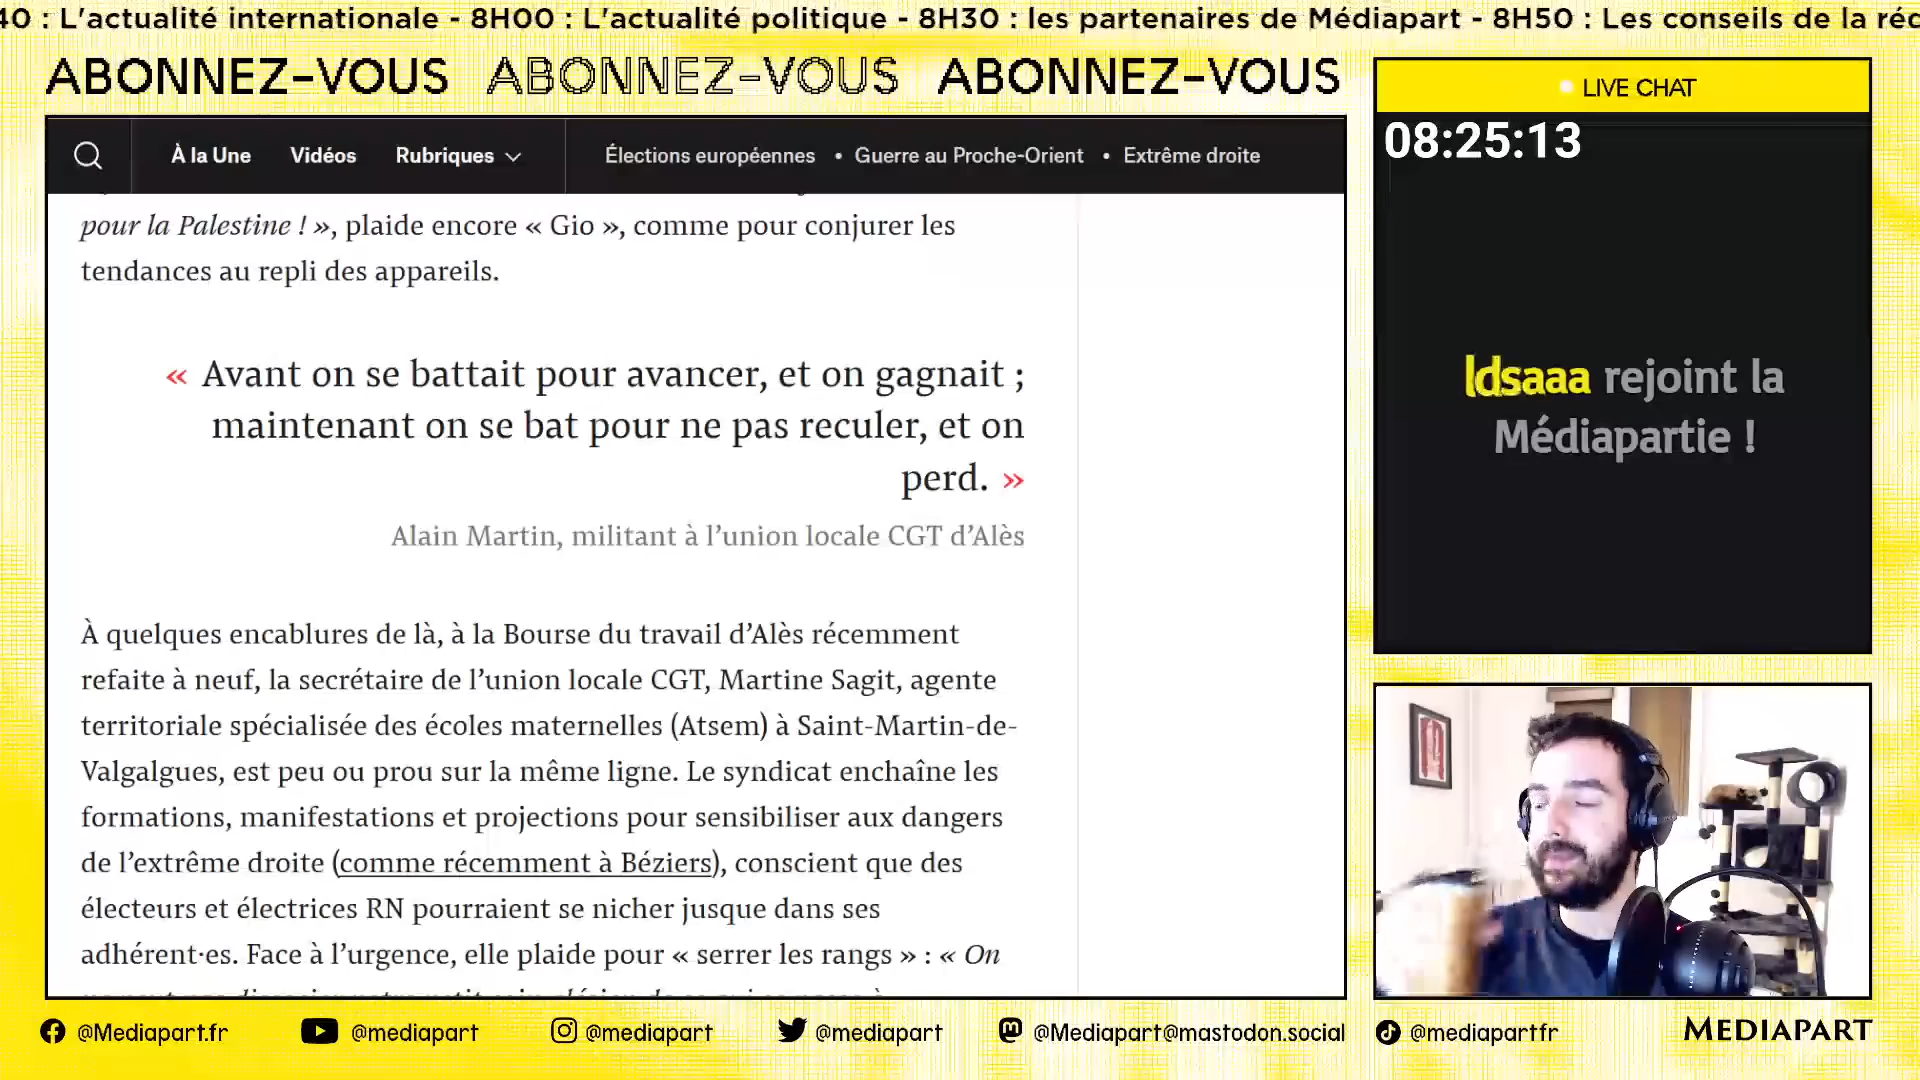 40 : L'actualité internationale - 8H00 : L'actualité politique - 8H30 : les partenaires de Médiapart - 8H50 : Les conseils de la réc
ABONNEZ-VOUS ABONNEZ-VOUS ABONNEZ-VOUS
À la Une Vidéos Rubriques Élections européennes • Guerre au Proche-Orient • Extrême droite
pour la Palestine ! », plaide encore « Gio », comme pour conjurer les
tendances au repli des appareils.
« Avant on se battait pour avancer, et on gagnait ;
maintenant on se bat pour ne pas reculer, et on
perd. »
Alain Martin, militant à l’union locale CGT d’Alès
À quelques encablures de là, à la Bourse du travail d’Alès récemment
refaite à neuf, la secrétaire de l’union locale CGT, Martine Sagit, agente
territoriale spécialisée des écoles maternelles (Atsem) à Saint-Martin-de-
Valgalgues, est peu ou prou sur la même ligne. Le syndicat enchaîne les
formations, manifestations et projections pour sensibiliser aux dangers
de l’extrême droite (comme récemment à Béziers), conscient que des
électeurs et électrices RN pourraient se nicher jusque dans ses
adhérent·es. Face à l’urgence, elle plaide pour « serrer les rangs » : « On
LIVE CHAT
08:25:13
ldsaaa rejoint la
Médiapartie !
@Mediapart.fr @mediapart @mediapart @mediapart @Mediapart@mastodon.social @mediapartfr MEDIAPART